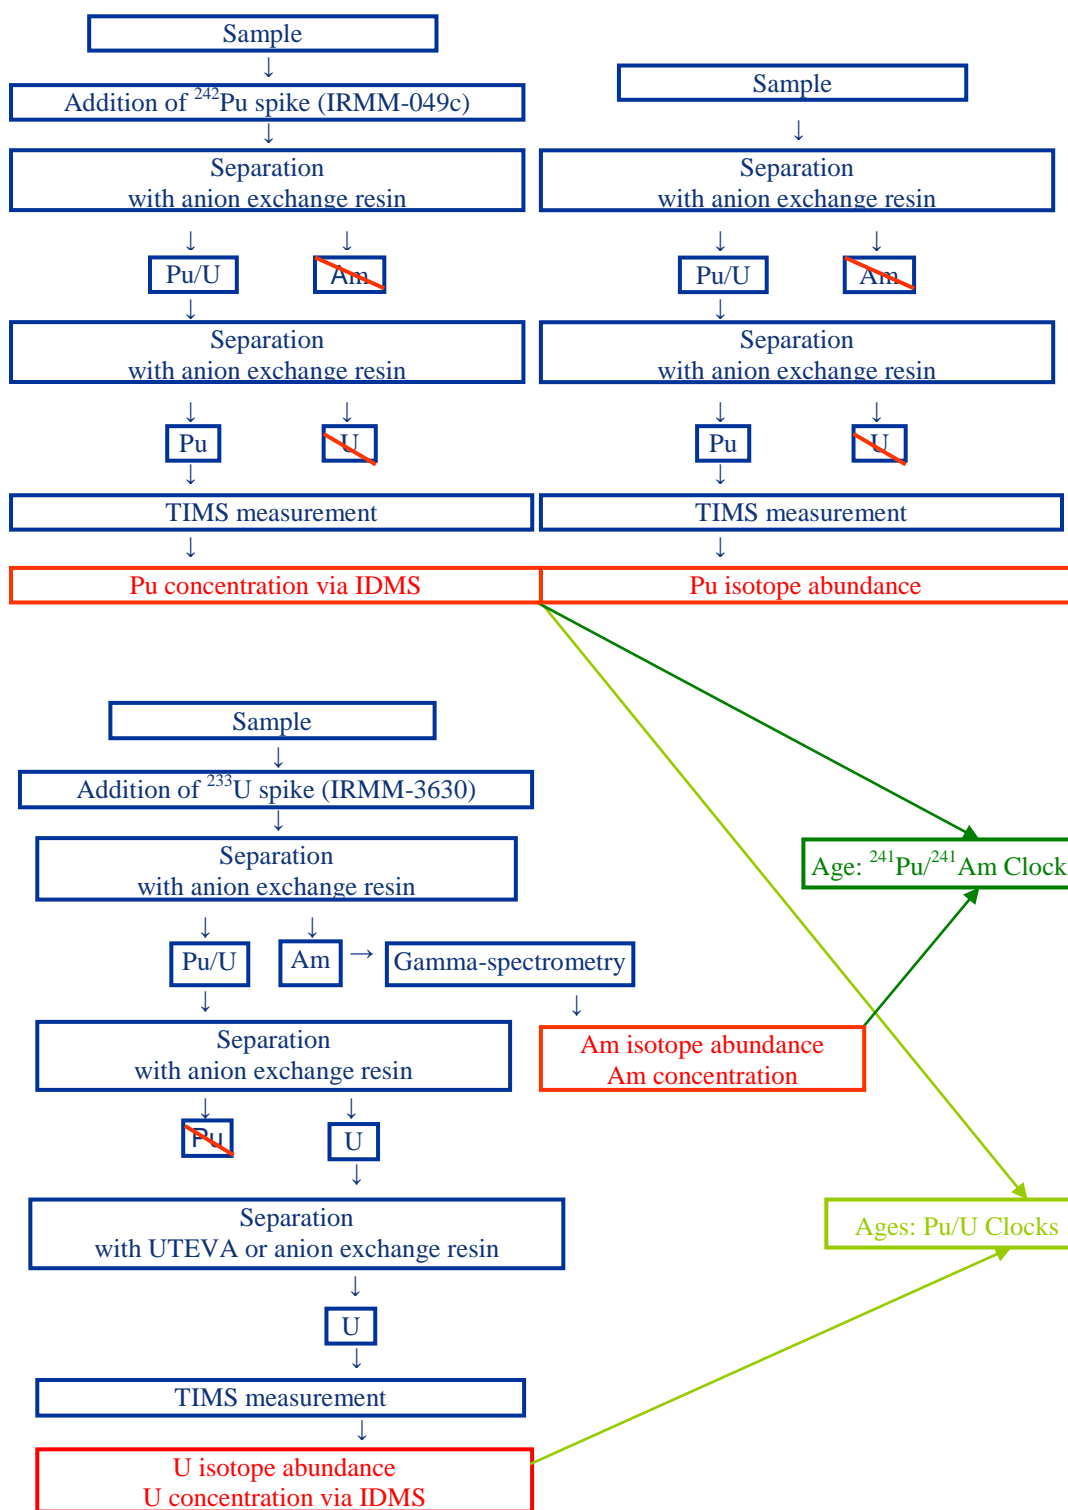 Sample
Addition of ²⁴²Pu spike (IRMM-049c)
Separation
with anion exchange resin
Pu/U
Am
Separation
with anion exchange resin
Pu
U
TIMS measurement
Pu concentration via IDMS
Sample
Separation
with anion exchange resin
Pu/U
Am
Separation
with anion exchange resin
Pu
U
TIMS measurement
Pu isotope abundance
Sample
Addition of ²³³U spike (IRMM-3630)
Separation
with anion exchange resin
Pu/U
Am
Gamma-spectrometry
Am isotope abundance
Am concentration
Separation
with anion exchange resin
Pu
U
Separation
with UTEVA or anion exchange resin
U
TIMS measurement
U isotope abundance
U concentration via IDMS
Age: ²⁴¹Pu/²⁴¹Am Clock
Ages: Pu/U Clocks